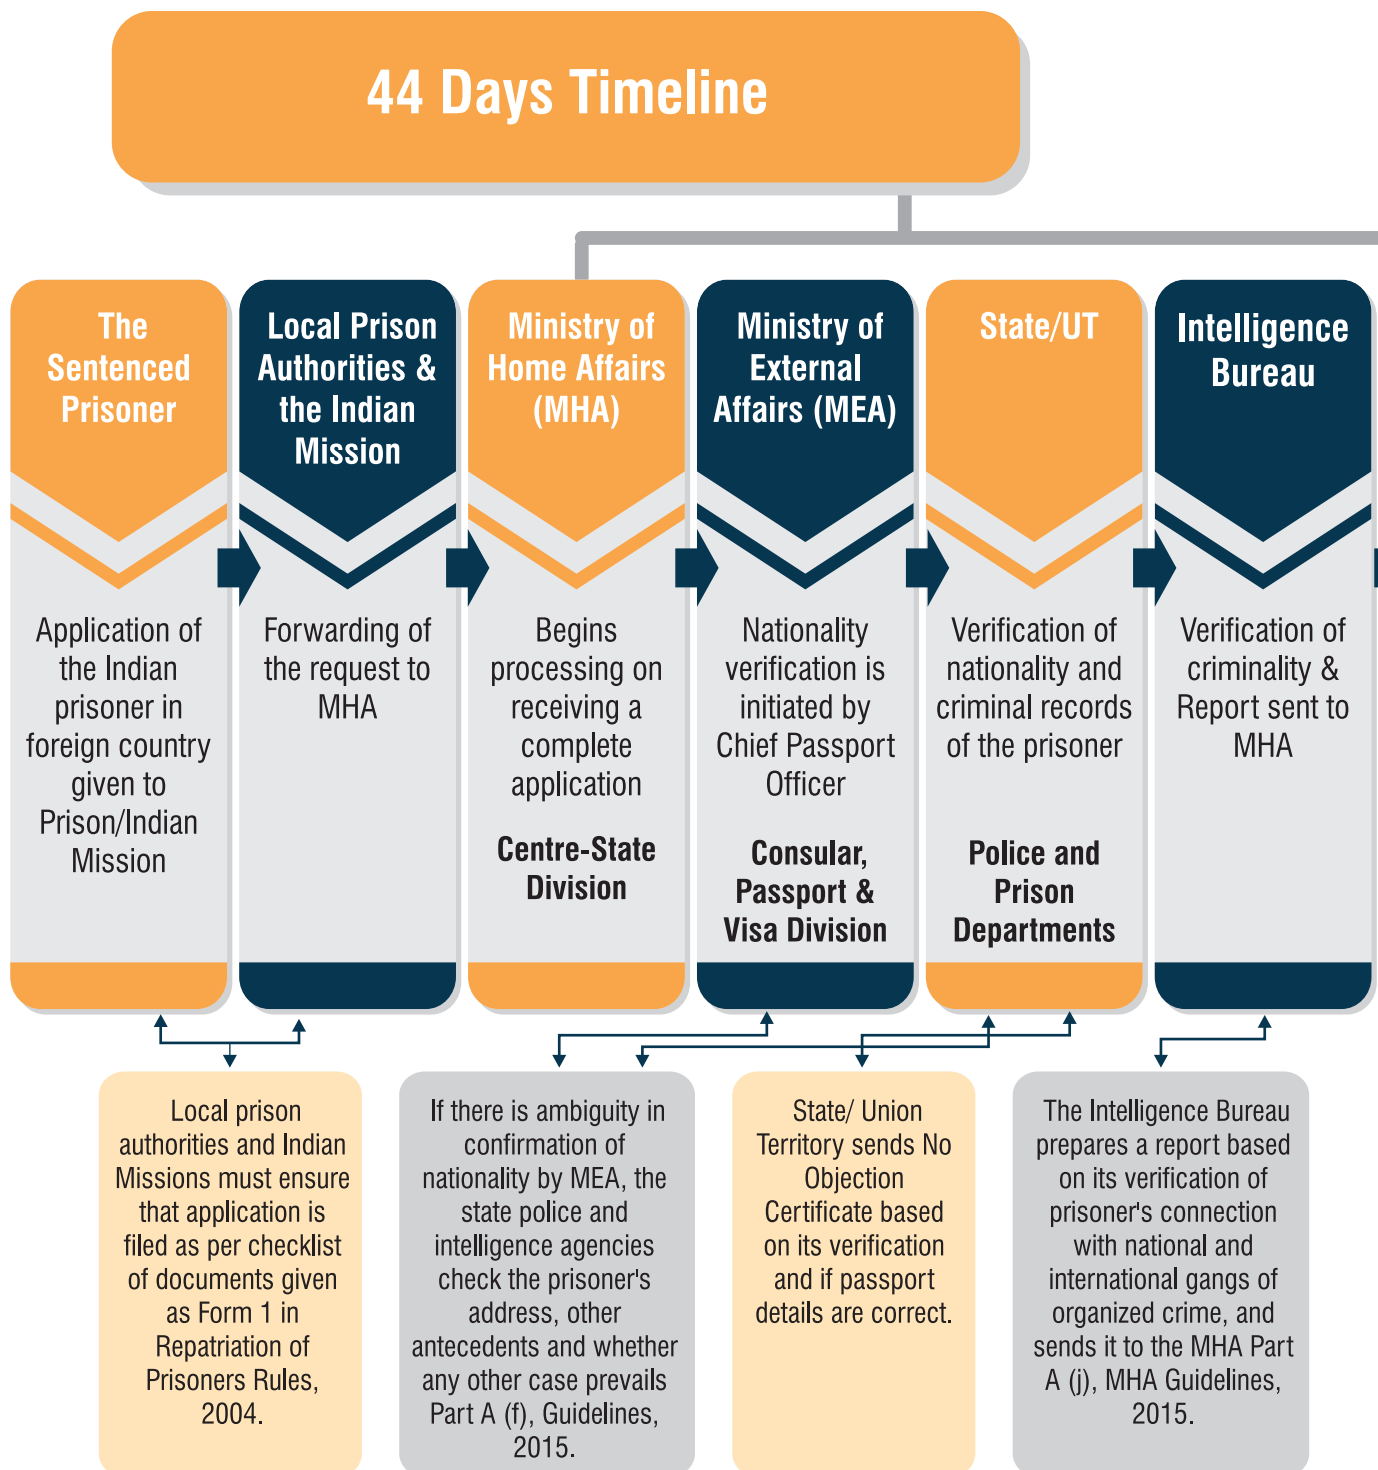 44 Days Timeline
The
Sentenced
Prisoner
Application of
the Indian
prisoner in
foreign country
given to
Prison/Indian
Mission
Local Prison
Authorities &
the Indian
Mission
Forwarding of
the request to
MHA
Ministry of
Home Affairs
(MHA)
Begins
processing on
receiving a
complete
application
Centre-State
Division
Ministry of
External
Affairs (MEA)
Nationality
verification is
initiated by
Chief Passport
Officer
Consular,
Passport &
Visa Division
State/UT
Verification of
nationality and
criminal records
of the prisoner
Police and
Prison
Departments
Intelligence
Bureau
Verification of
criminality &
Report sent to
MHA
Local prison
authorities and Indian
Missions must ensure
that application is
filed as per checklist
of documents given
as Form 1 in
Repatriation of
Prisoners Rules,
2004.
If there is ambiguity in
confirmation of
nationality by MEA, the
state police and
intelligence agencies
check the prisoner's
address, other
antecedents and whether
any other case prevails
Part A (f), Guidelines,
2015.
State/ Union
Territory sends No
Objection
Certificate based
on its verification
and if passport
details are correct.
The Intelligence Bureau
prepares a report based
on its verification of
prisoner's connection
with national and
international gangs of
organized crime, and
sends it to the MHA Part
A (j), MHA Guidelines,
2015.